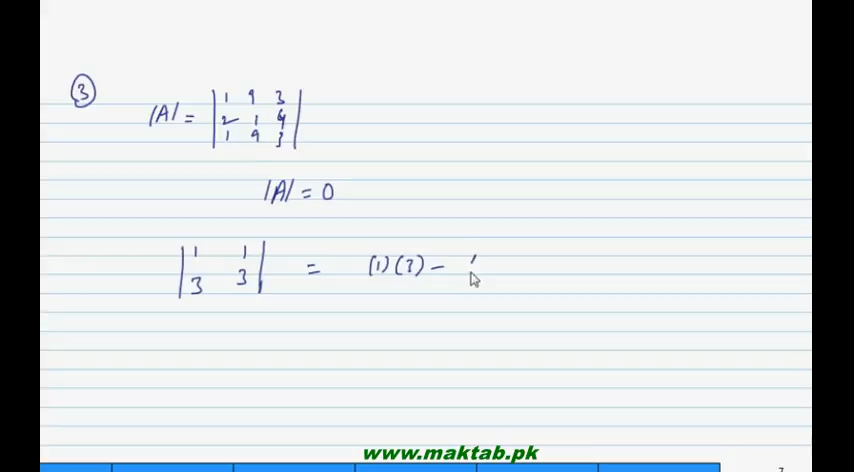 ③
|A| = | 1 9 3 |
| 2 1 4 |
| 1 9 3 |
|A| = 0
| 1 1 |
| 3 3 | = (1)(3) -
www.maktab.pk